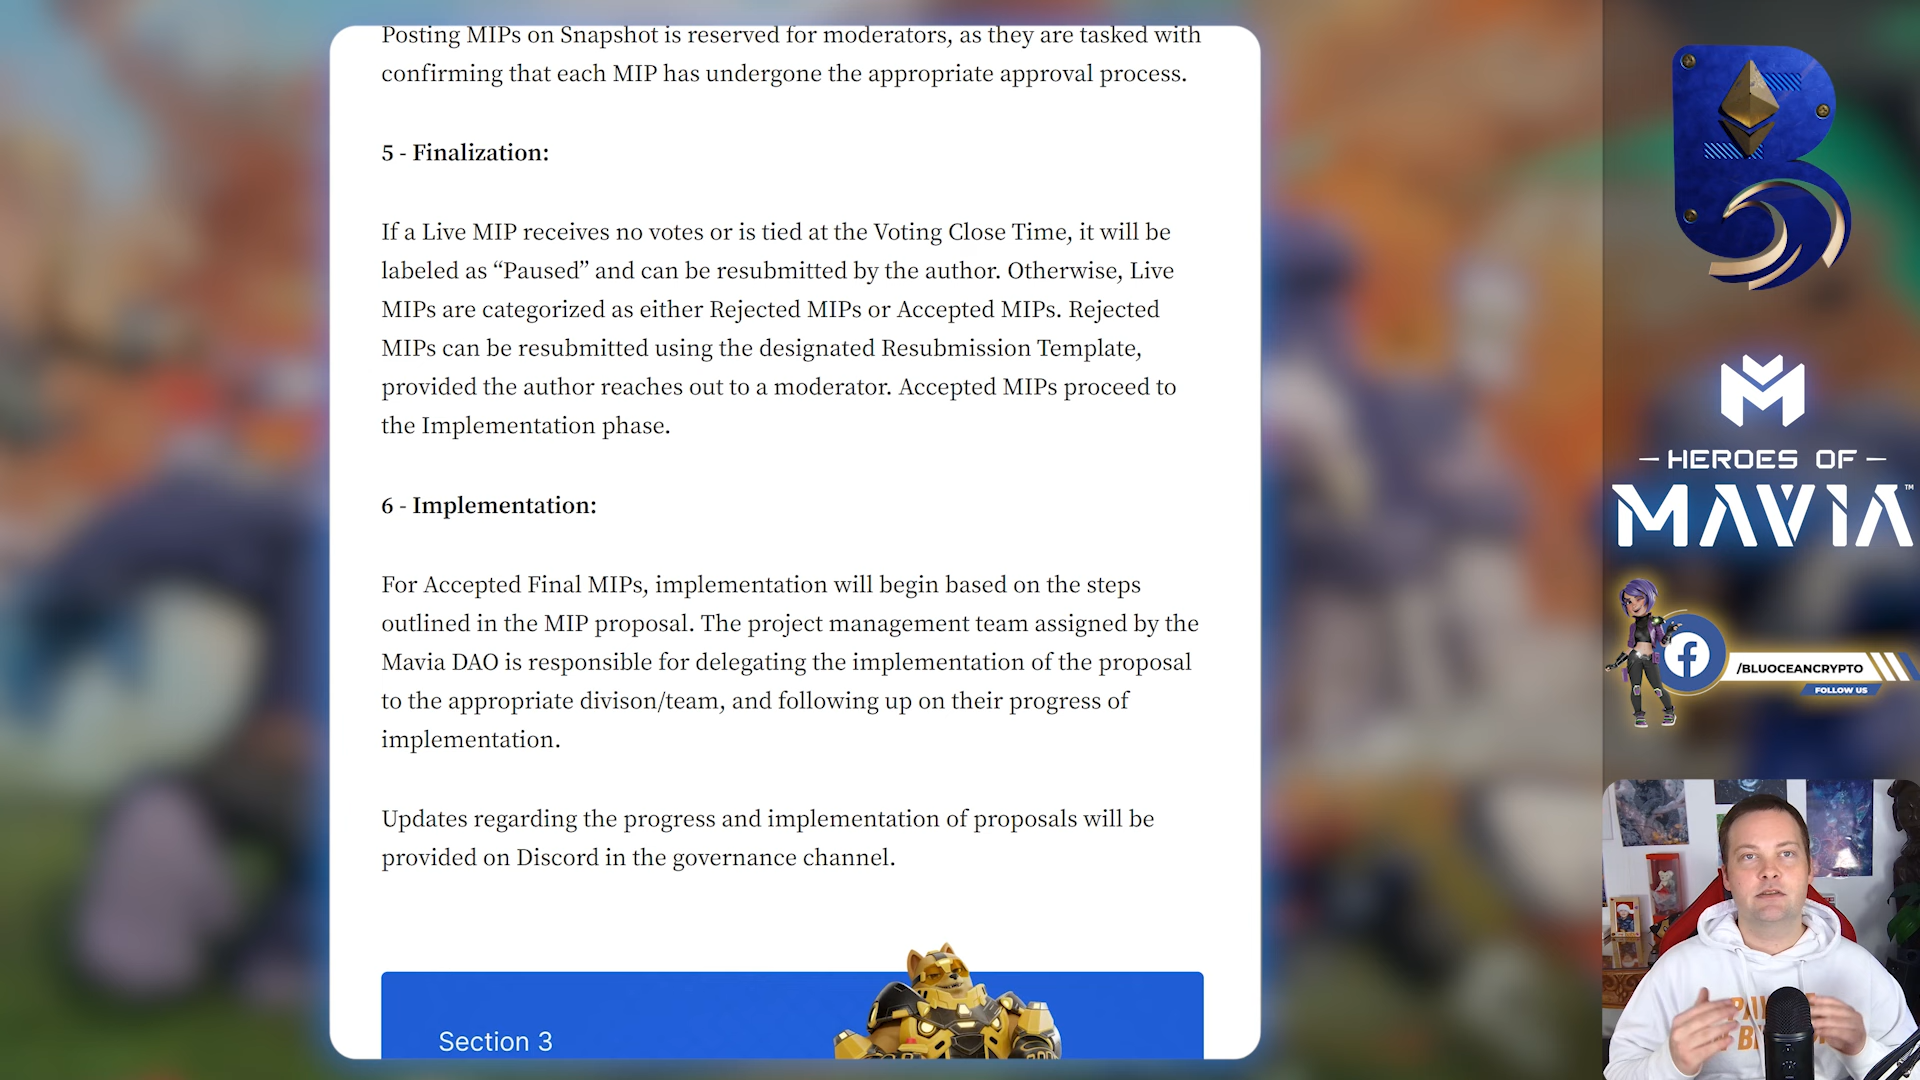 Posting MIPs on Snapshot is reserved for moderators, as they are tasked with
confirming that each MIP has undergone the appropriate approval process.
5 - Finalization:
If a Live MIP receives no votes or is tied at the Voting Close Time, it will be
labeled as “Paused” and can be resubmitted by the author. Otherwise, Live
MIPs are categorized as either Rejected MIPs or Accepted MIPs. Rejected
MIPs can be resubmitted using the designated Resubmission Template,
provided the author reaches out to a moderator. Accepted MIPs proceed to
the Implementation phase.
6 - Implementation:
For Accepted Final MIPs, implementation will begin based on the steps
outlined in the MIP proposal. The project management team assigned by the
Mavia DAO is responsible for delegating the implementation of the proposal
to the appropriate divison/team, and following up on their progress of
implementation.
Updates regarding the progress and implementation of proposals will be
provided on Discord in the governance channel.
Section 3
HEROES OF
MAVIA™
/BLUOCEANCRYPTO
FOLLOW US